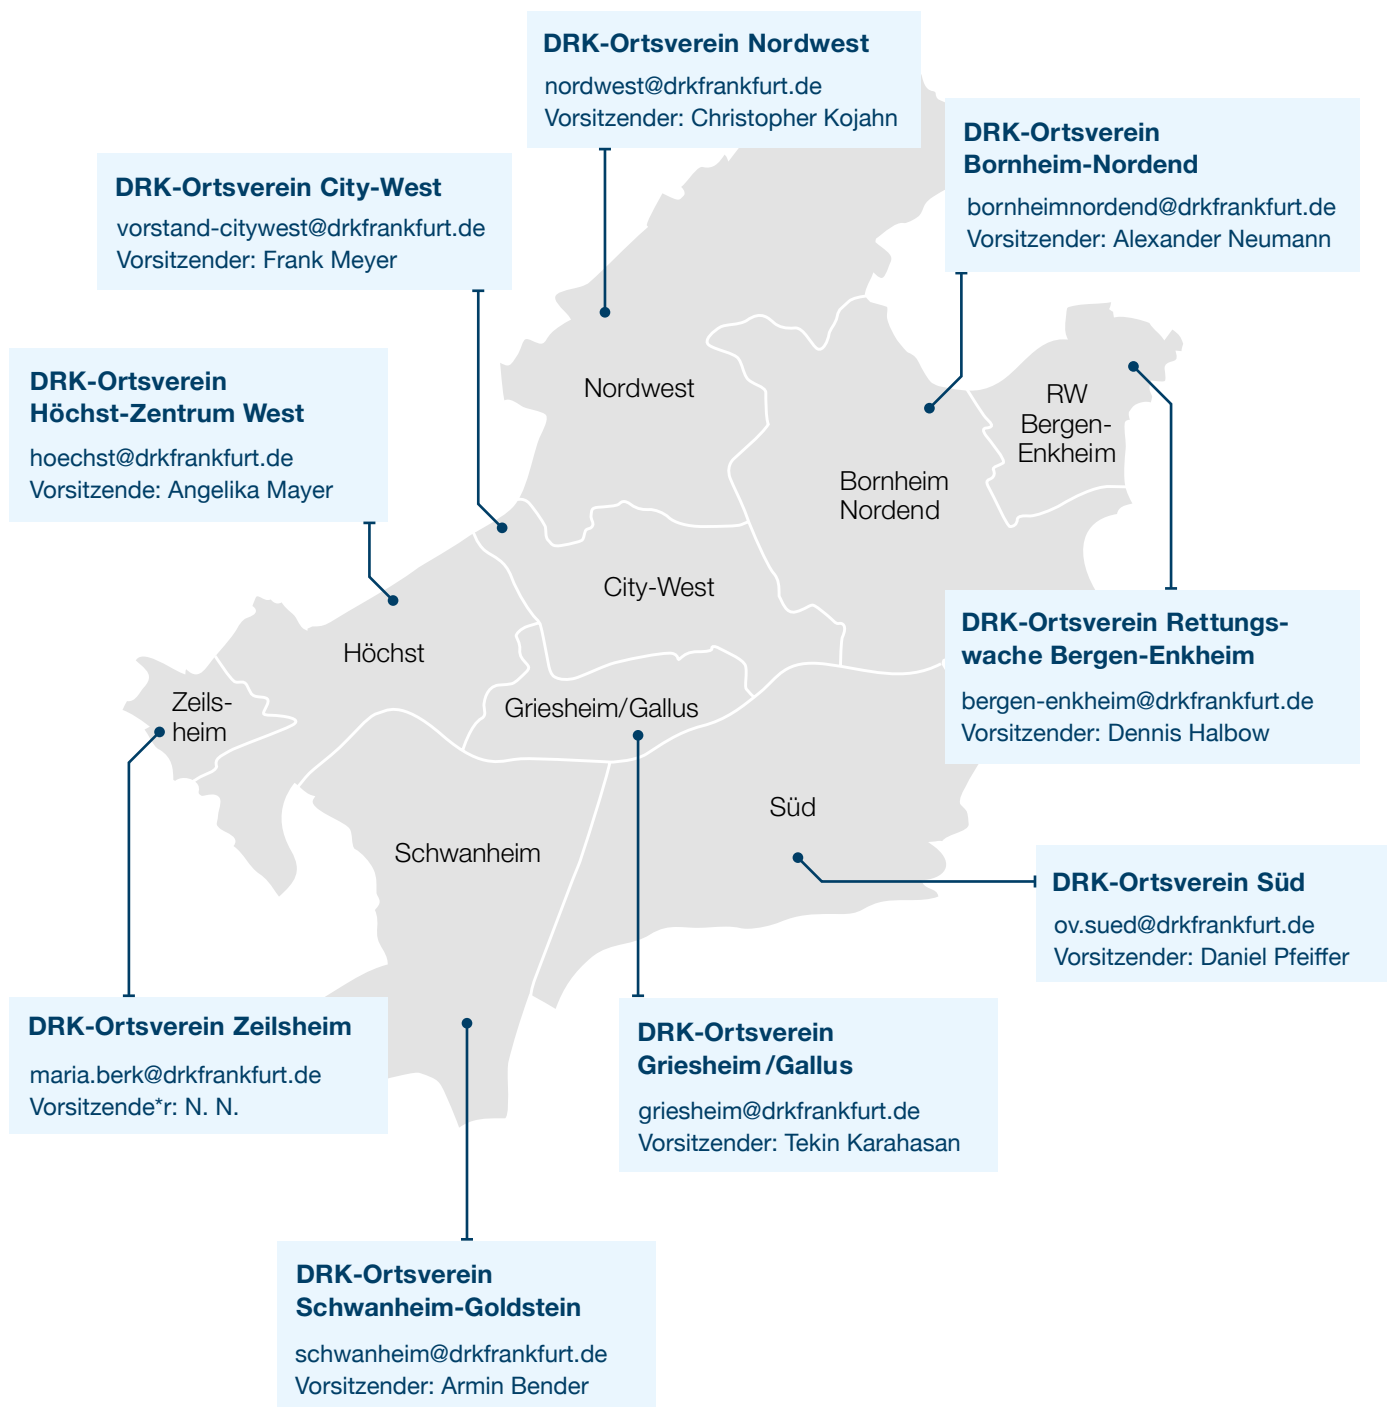 DRK-Ortsverein Nordwest
nordwest@drkfrankfurt.de
Vorsitzender: Christopher Kojahn
DRK-Ortsverein
Bornheim-Nordend
bornheimnordend@drkfrankfurt.de
Vorsitzender: Alexander Neumann
DRK-Ortsverein City-West
vorstand-citywest@drkfrankfurt.de
Vorsitzender: Frank Meyer
DRK-Ortsverein
Höchst-Zentrum West
hoechst@drkfrankfurt.de
Vorsitzende: Angelika Mayer
Nordwest
RW
Bergen-
Enkheim
Bornheim
Nordend
City-West
Höchst
Zeils-
heim
Griesheim/Gallus
DRK-Ortsverein Rettungs-
wache Bergen-Enkheim
bergen-enkheim@drkfrankfurt.de
Vorsitzender: Dennis Halbow
Süd
Schwanheim
DRK-Ortsverein Süd
ov.sued@drkfrankfurt.de
Vorsitzender: Daniel Pfeiffer
DRK-Ortsverein Zeilsheim
maria.berk@drkfrankfurt.de
Vorsitzende*r: N. N.
DRK-Ortsverein
Griesheim/Gallus
griesheim@drkfrankfurt.de
Vorsitzender: Tekin Karahasan
DRK-Ortsverein
Schwanheim-Goldstein
schwanheim@drkfrankfurt.de
Vorsitzender: Armin Bender